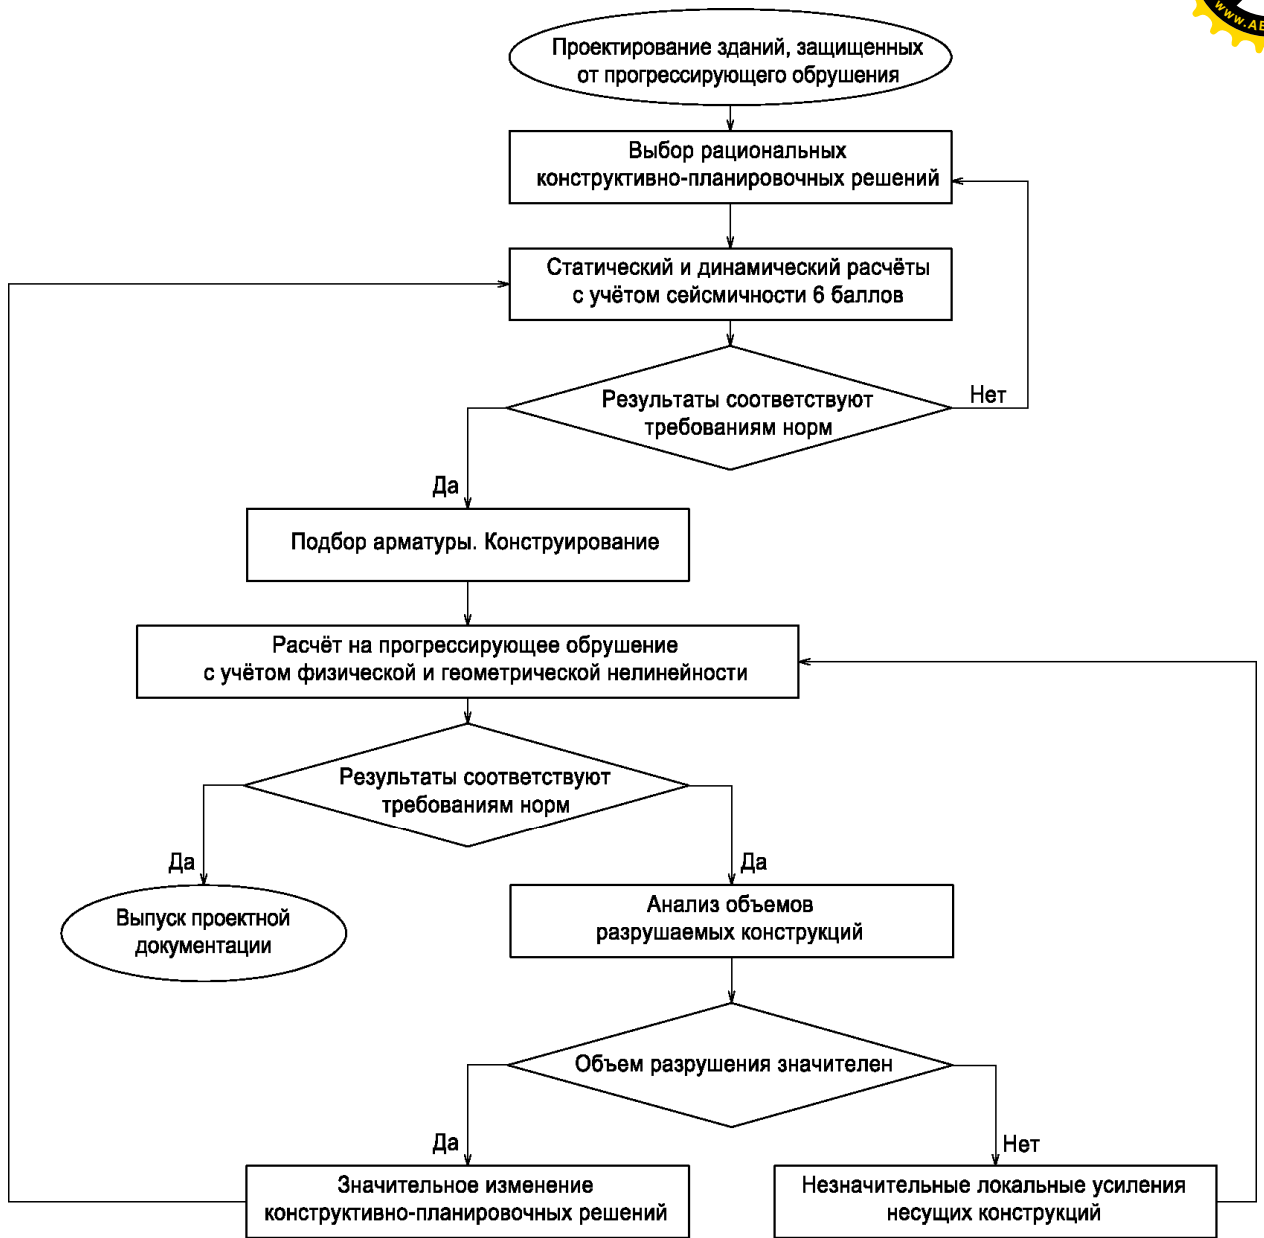 www.AB
Проектирование зданий, защищенных
от прогрессирующего обрушения
Выбор рациональных
конструктивно-планировочных решений
Статический и динамический расчёты
с учётом сейсмичности 6 баллов
Результаты соответствуют
требованиям норм
Нет
Да
Подбор арматуры. Конструирование
Расчёт на прогрессирующее обрушение
с учётом физической и геометрической нелинейности
Результаты соответствуют
требованиям норм
Да
Да
Выпуск проектной
документации
Анализ объемов
разрушаемых конструкций
Объем разрушения значителен
Да
Нет
Значительное изменение
конструктивно-планировочных решений
Незначительные локальные усиления
несущих конструкций